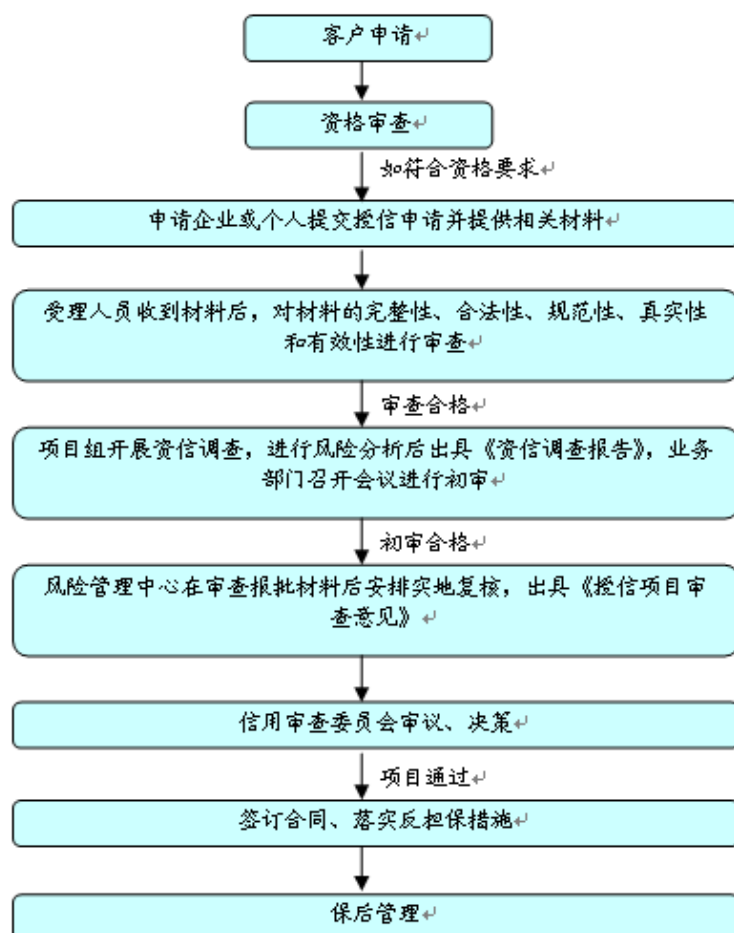 客户申请
资格审查
如符合资格要求
申请企业或个人提交授信申请并提供相关材料
受理人员收到材料后，对材料的完整性、合法性、规范性、真实性
和有效性进行审查
审查合格
项目组开展资信调查，进行风险分析后出具《资信调查报告》，业务
部门召开会议进行初审
初审合格
风险管理中心在审查报批材料后安排实地复核，出具《授信项目审
查意见》
信用审查委员会审议、决策
项目通过
签订合同、落实反担保措施
保后管理